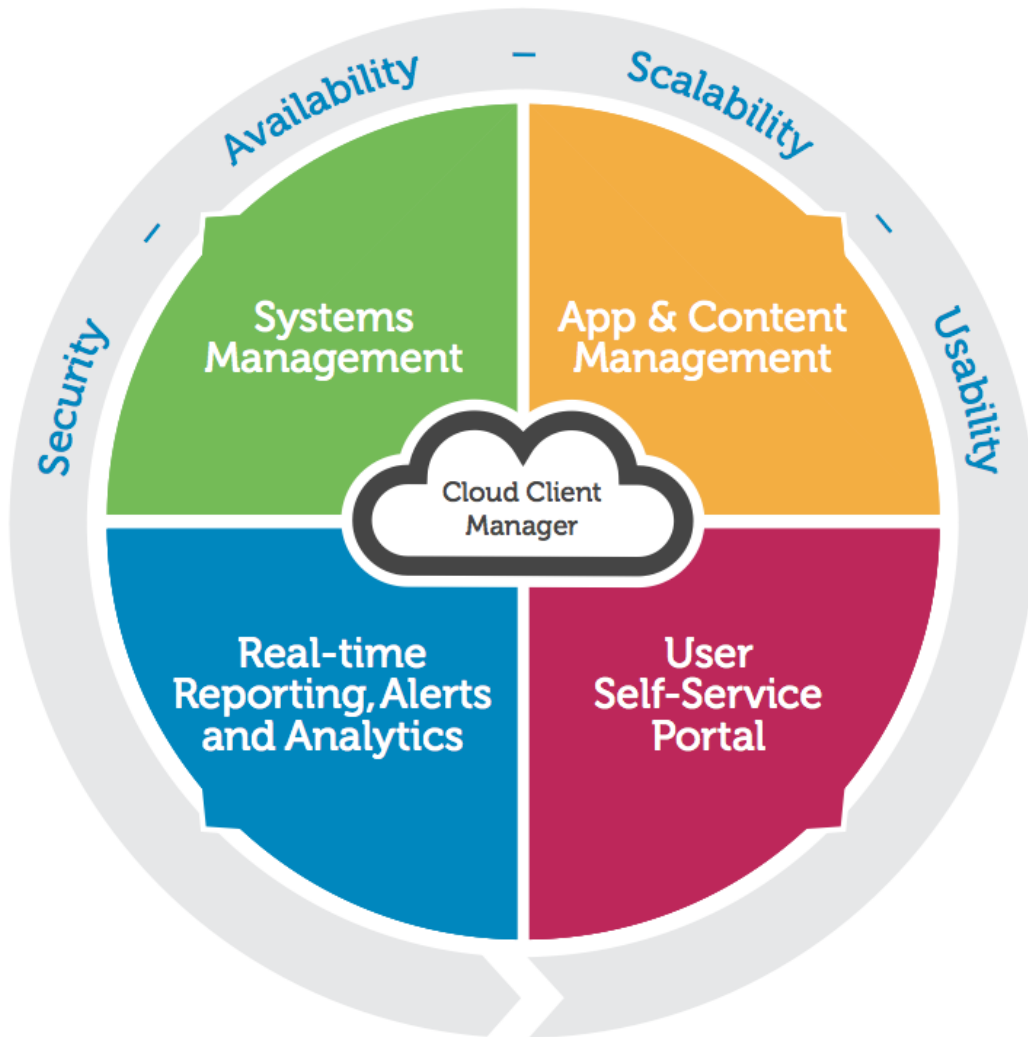 Security – Availability – Scalability – Usability
Systems
Management
App & Content
Management
Cloud Client
Manager
Real-time
Reporting, Alerts
and Analytics
User
Self-Service
Portal